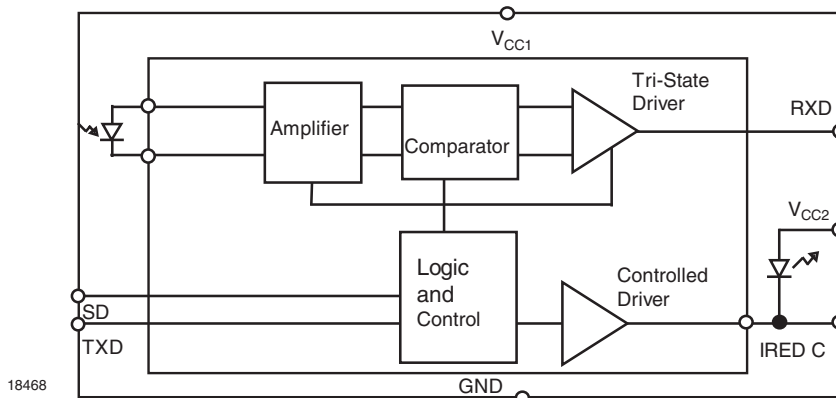 V_CC1
Tri-State
Driver
RXD
Amplifier
Comparator
V_CC2
Logic
and
Control
Controlled
Driver
SD
TXD
IRED C
GND
18468